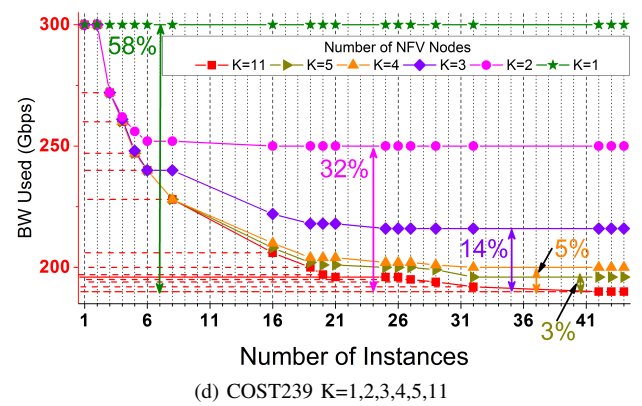 300
250
200
BW Used (Gbps)
58%
Number of NFV Nodes
K=11 K=5 K=4 K=3 K=2 K=1
32%
14%
5%
3%
1 6 11 16 21 26 31 36 41
Number of Instances
(d) COST239 K=1,2,3,4,5,11